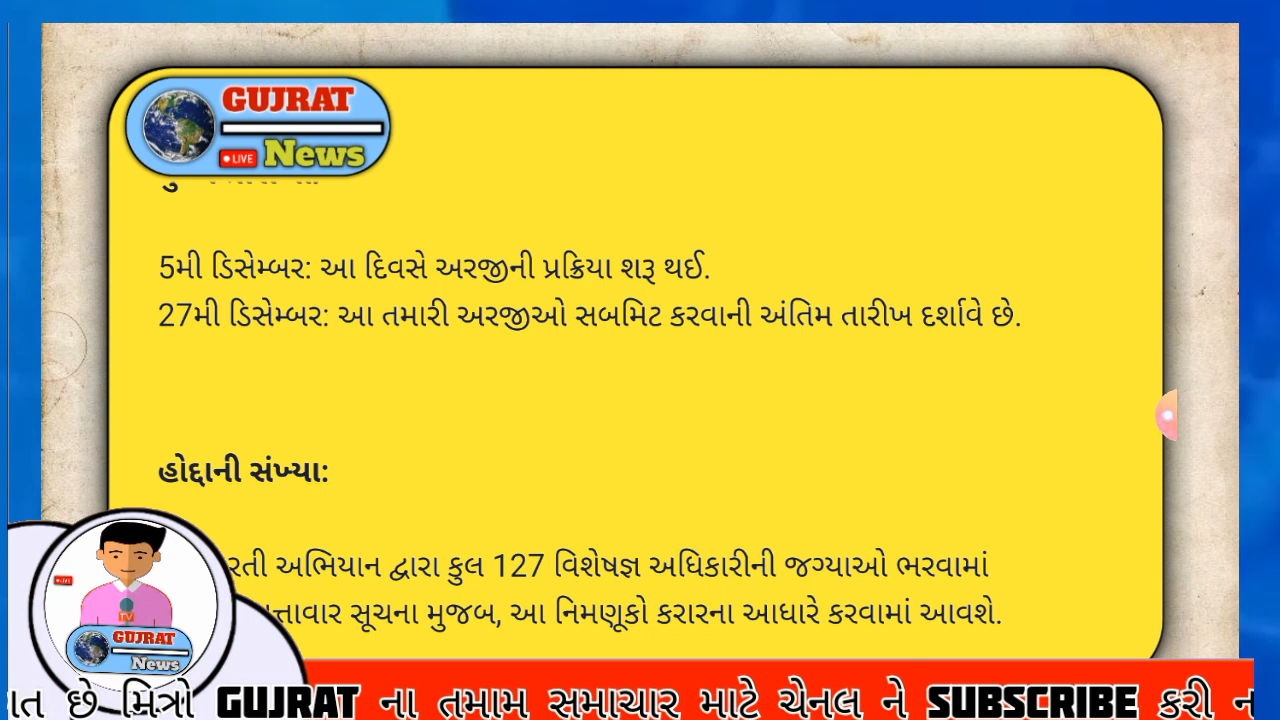 GUJRAT
LIVE News
5મી ડિસેમ્બર: આ દિવસે અરજીની પ્રક્રિયા શરૂ થઈ.
27મી ડિસેમ્બર: આ તમારી અરજીઓ સબમિટ કરવાની અંતિમ તારીખ દર્શાવે છે.
હોદ્દાની સંખ્યા:
અભિયાન દ્વારા કુલ 127 વિશેષજ્ઞ અધિકારીની જગ્યાઓ ભરવામાં
સૂચના મુજબ, આ નિમણૂકો કરારના આધારે કરવામાં આવશે.
LIVE
TV
GUJRAT
News
છે મિત્રો GUJRAT ના તમામ સમાચાર માટે ચેનલ ને SUBSCRIBE કરી